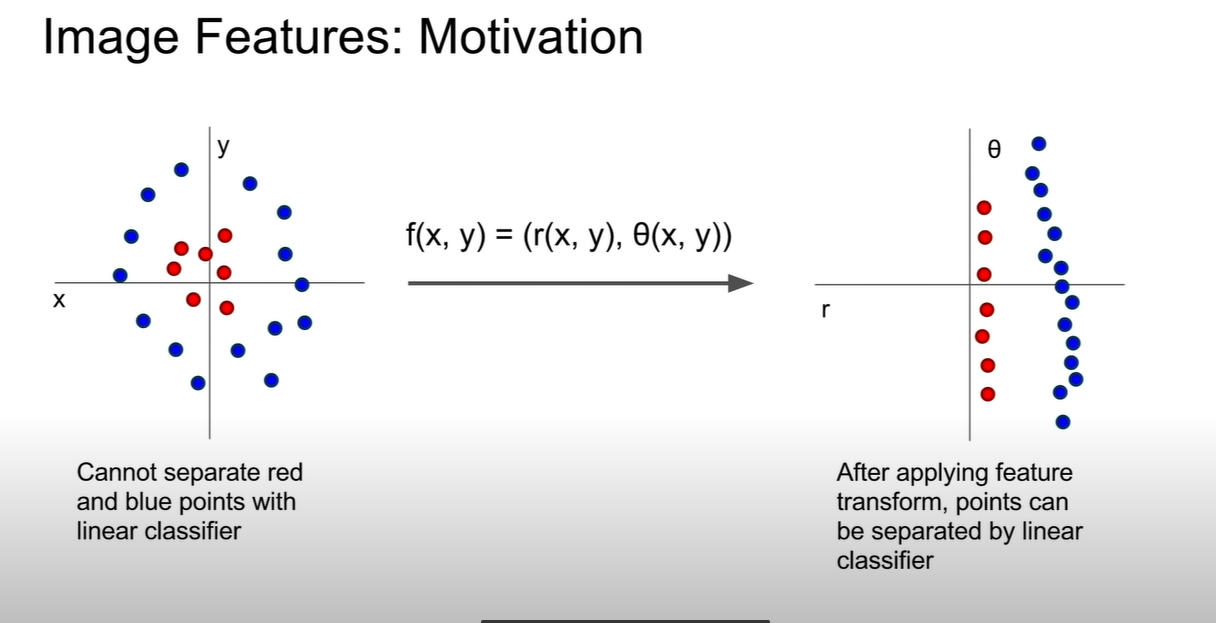 Image Features: Motivation
y
x
f(x, y) = (r(x, y), θ(x, y))
θ
r
Cannot separate red
and blue points with
linear classifier
After applying feature
transform, points can
be separated by linear
classifier